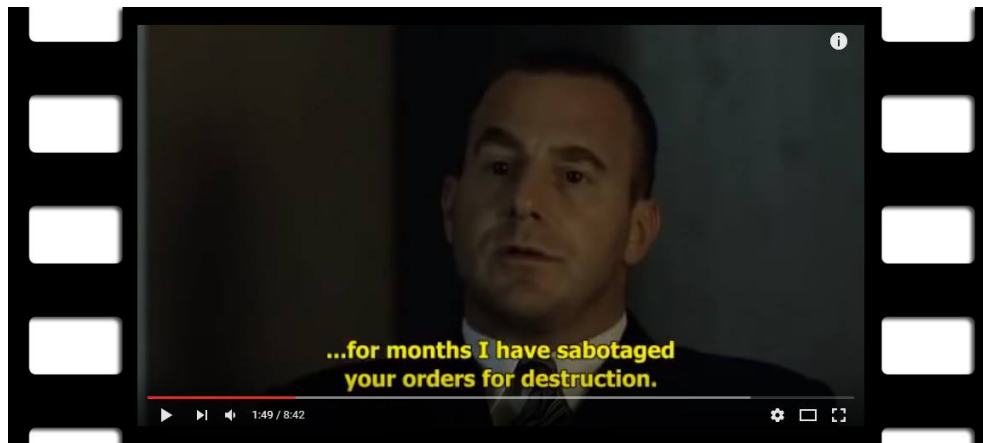 ...for months I have sabotaged
your orders for destruction.
1:49 / 8:42